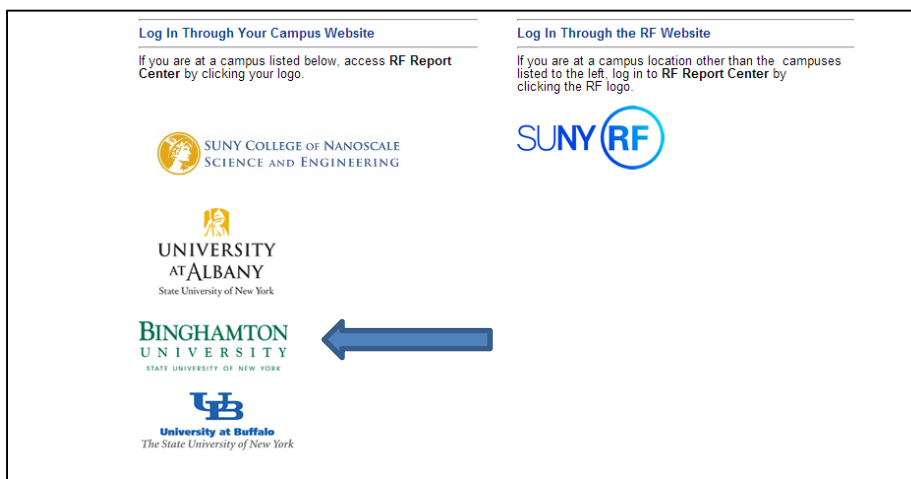 Log In Through Your Campus Website
If you are at a campus listed below, access RF Report
Center by clicking your logo.
SUNY COLLEGE OF NANOSCALE
SCIENCE AND ENGINEERING
UNIVERSITY
AT ALBANY
State University of New York
BINGHAMTON
UNIVERSITY
STATE UNIVERSITY OF NEW YORK
UB
University at Buffalo
The State University of New York
Log In Through the RF Website
If you are at a campus location other than the campuses
listed to the left, log in to RF Report Center by
clicking the RF logo.
SUNY RF